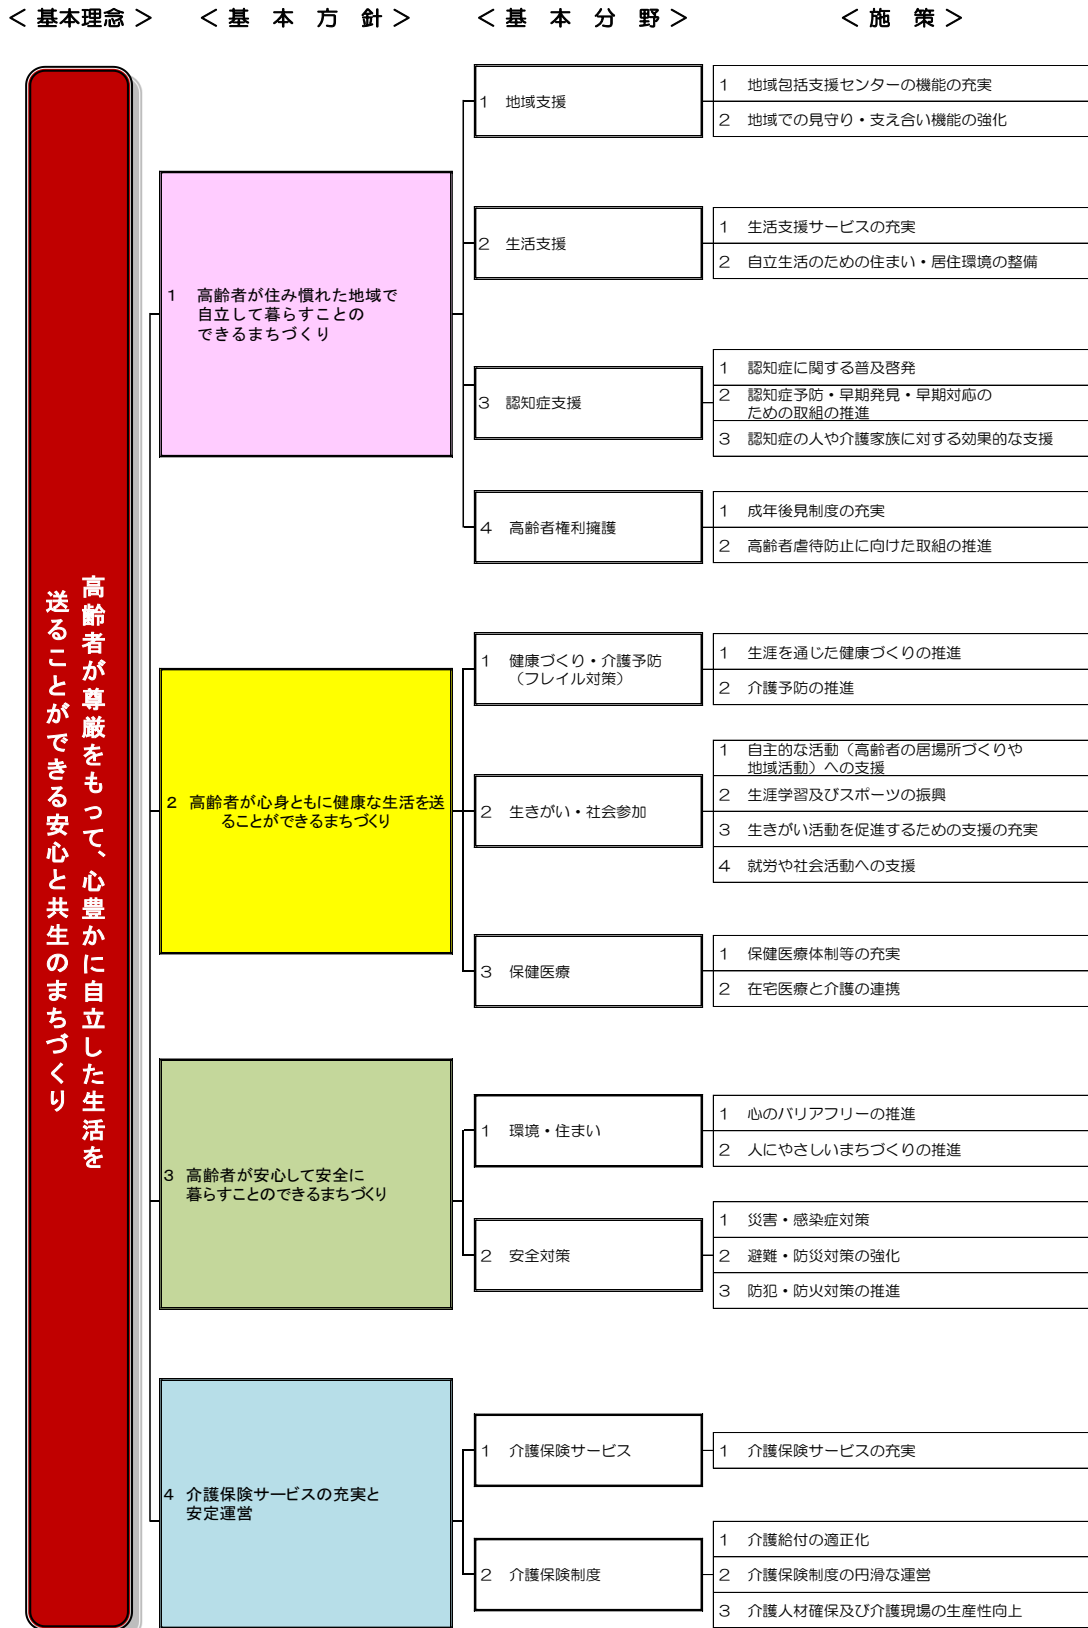 ＜ 基本理念 ＞　＜ 基　本　方　針 ＞　＜ 基　本　分　野 ＞　＜ 施　策 ＞
高齢者が尊厳をもって、心豊かに自立した生活を
送ることができる安心と共生のまちづくり
1　高齢者が住み慣れた地域で
自立して暮らすことの
できるまちづくり
1　地域支援
1　地域包括支援センターの機能の充実
2　地域での見守り・支え合い機能の強化
2　生活支援
1　生活支援サービスの充実
2　自立生活のための住まい・居住環境の整備
3　認知症支援
1　認知症に関する普及啓発
2　認知症予防・早期発見・早期対応の
ための取組の推進
3　認知症の人や介護家族に対する効果的な支援
4　高齢者権利擁護
1　成年後見制度の充実
2　高齢者虐待防止に向けた取組の推進
2　高齢者が心身ともに健康な生活を送
ることができるまちづくり
1　健康づくり・介護予防
（フレイル対策）
1　生涯を通じた健康づくりの推進
2　介護予防の推進
2　生きがい・社会参加
1　自主的な活動（高齢者の居場所づくりや
地域活動）への支援
2　生涯学習及びスポーツの振興
3　生きがい活動を促進するための支援の充実
4　就労や社会活動への支援
3　保健医療
1　保健医療体制等の充実
2　在宅医療と介護の連携
3　高齢者が安心して安全に
暮らすことのできるまちづくり
1　環境・住まい
1　心のバリアフリーの推進
2　人にやさしいまちづくりの推進
2　安全対策
1　災害・感染症対策
2　避難・防災対策の強化
3　防犯・防火対策の推進
4　介護保険サービスの充実と
安定運営
1　介護保険サービス
1　介護保険サービスの充実
2　介護保険制度
1　介護給付の適正化
2　介護保険制度の円滑な運営
3　介護人材確保及び介護現場の生産性向上